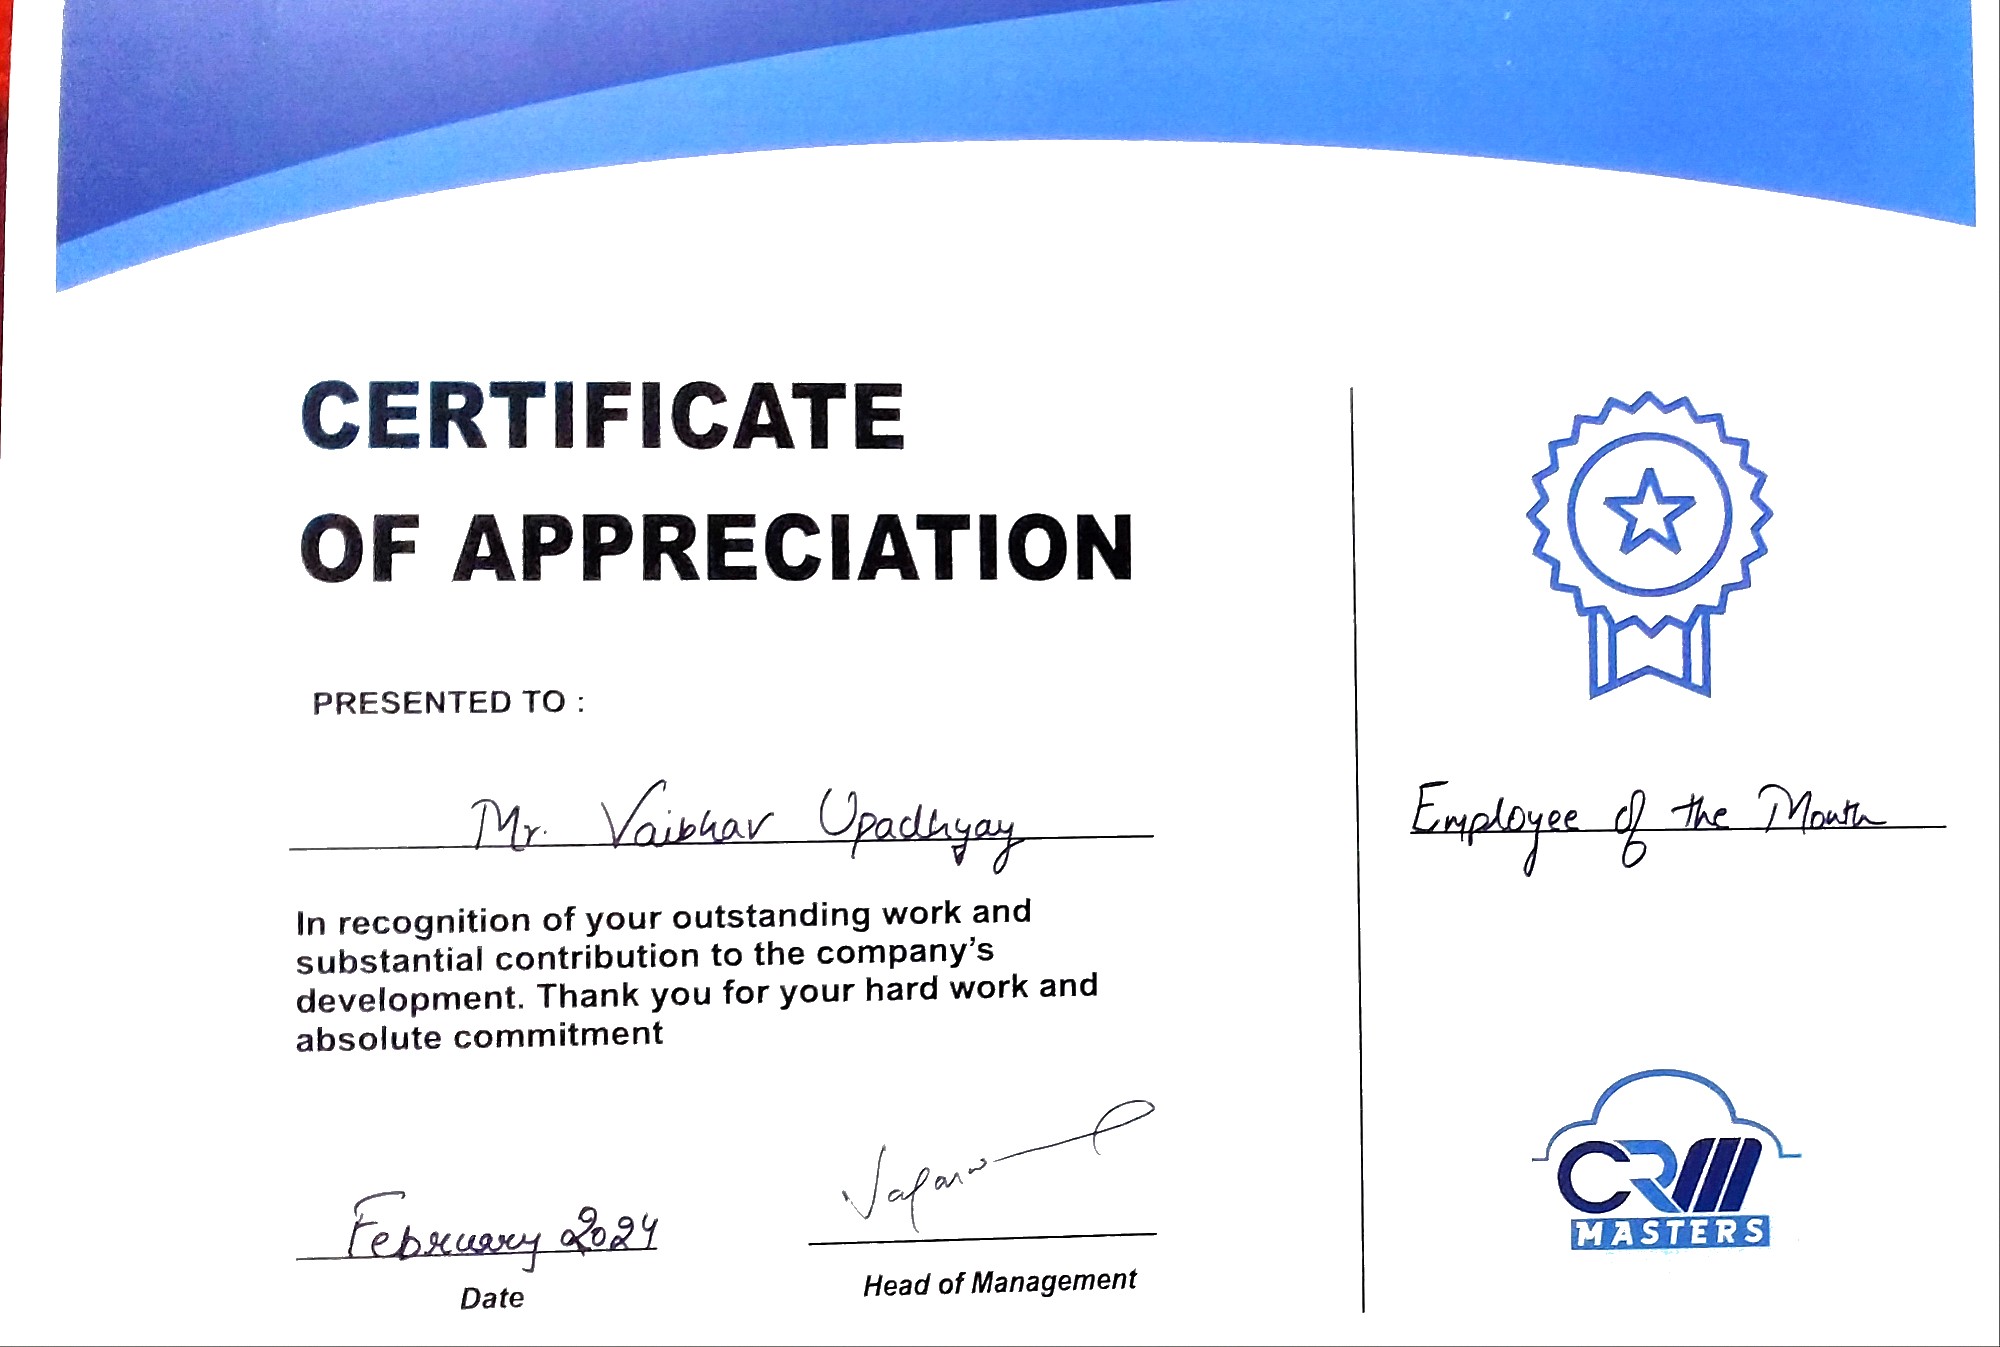 CERTIFICATE
OF APPRECIATION
PRESENTED TO :
Mr. Vaibhav Upadhyay
In recognition of your outstanding work and
substantial contribution to the company's
development. Thank you for your hard work and
absolute commitment
February 2024
Date
Head of Management
Employee of the Month
CRM
MASTERS